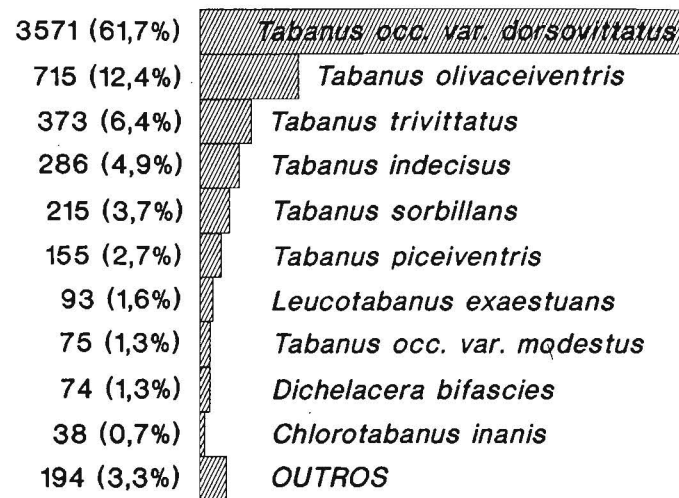 3571 (61,7%) Tabanus occ. var. dorsovittatus
715 (12,4%) Tabanus olivaceiventris
373 (6,4%) Tabanus trivittatus
286 (4,9%) Tabanus indecisus
215 (3,7%) Tabanus sorbillans
155 (2,7%) Tabanus piceiventris
93 (1,6%) Leucotabanus exaestuans
75 (1,3%) Tabanus occ. var. modestus
74 (1,3%) Dichelacera bifascies
38 (0,7%) Chlorotabanus inanis
194 (3,3%) OUTROS